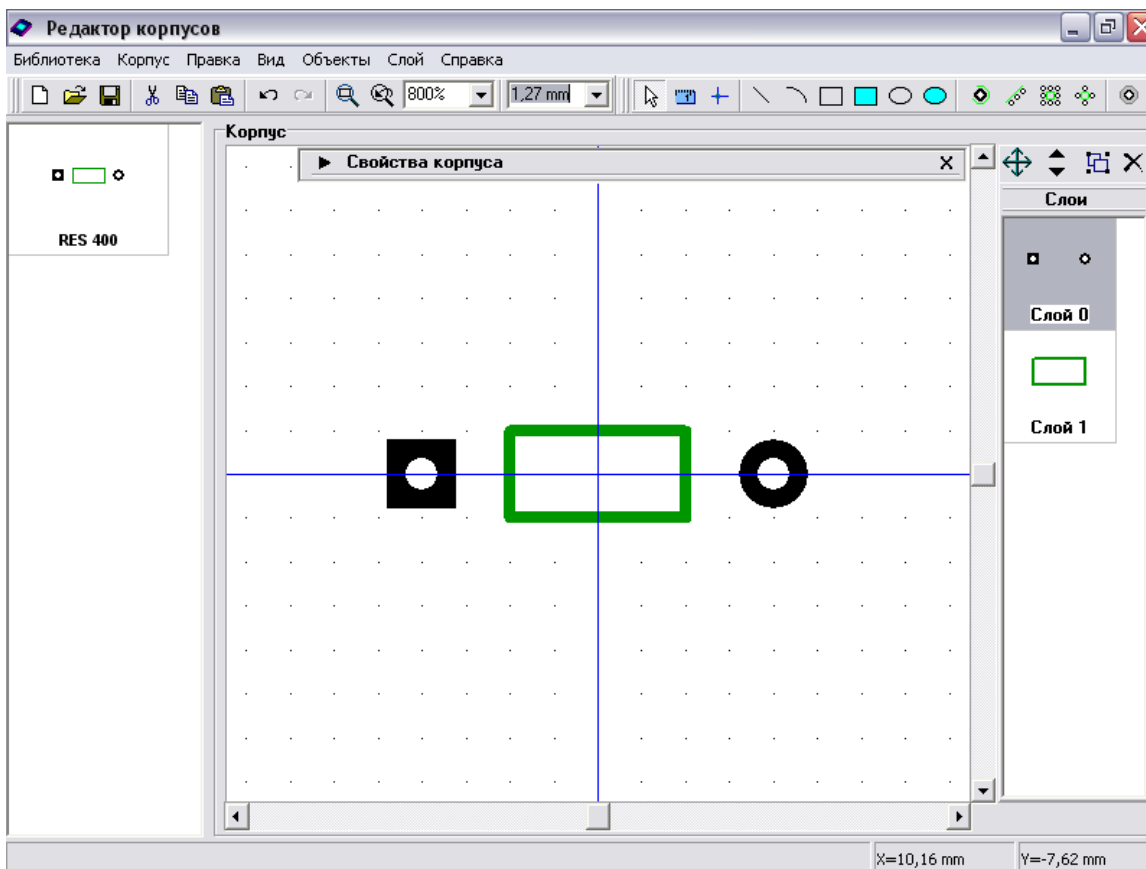 Редактор корпусов
Библиотека Корпус Правка Вид Объекты Слой Справка
800% 1,27 mm
Корпус
Свойства корпуса
RES 400
Слои
Слой 0
Слой 1
X=10,16 mm Y=-7,62 mm